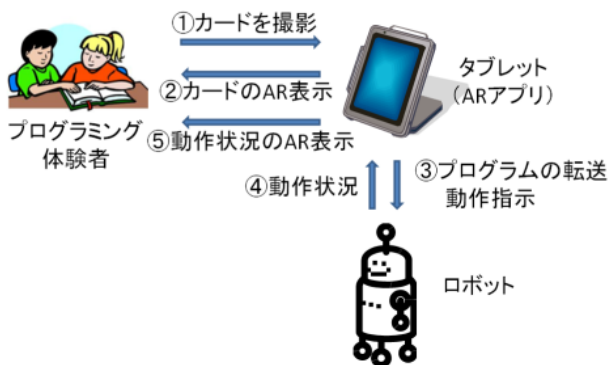 ①カードを撮影
②カードのAR表示
⑤動作状況のAR表示
プログラミング
体験者
タブレット
（ARアプリ）
④動作状況
③プログラムの転送
動作指示
ロボット